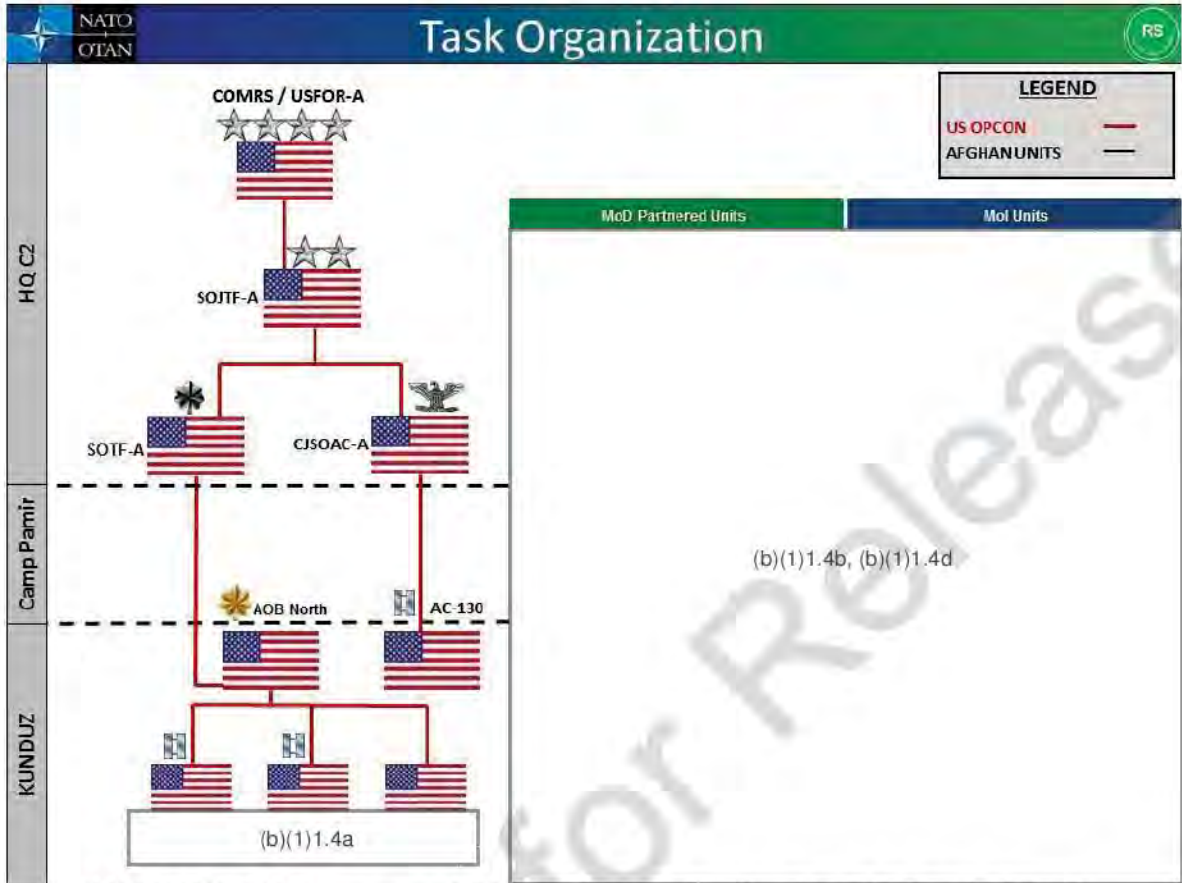 NATO
OTAN
Task Organization
RS
COMRS / USFOR-A
LEGEND
US OPCON
AFGHAN UNITS
MoD Partnered Units
MoI Units
HQ C2
SOJTF-A
SOTF-A
CJSOAC-A
Camp Pamir
(b)(1)1.4b, (b)(1)1.4d
AOB North
AC-130
KUNDUZ
(b)(1)1.4a
for Release